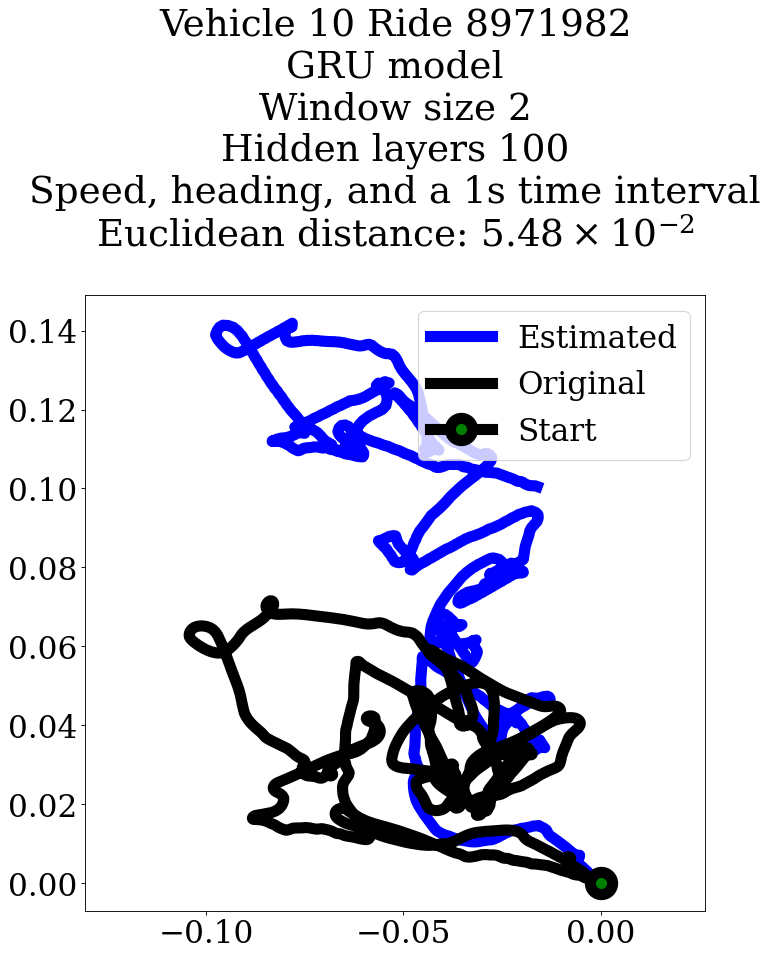 Vehicle 10 Ride 8971982
GRU model
Window size 2
Hidden layers 100
Speed, heading, and a 1s time interval
Euclidean distance: 5.48 × 10⁻²
Estimated
Original
Start
0.14
0.12
0.10
0.08
0.06
0.04
0.02
0.00
−0.10
−0.05
0.00